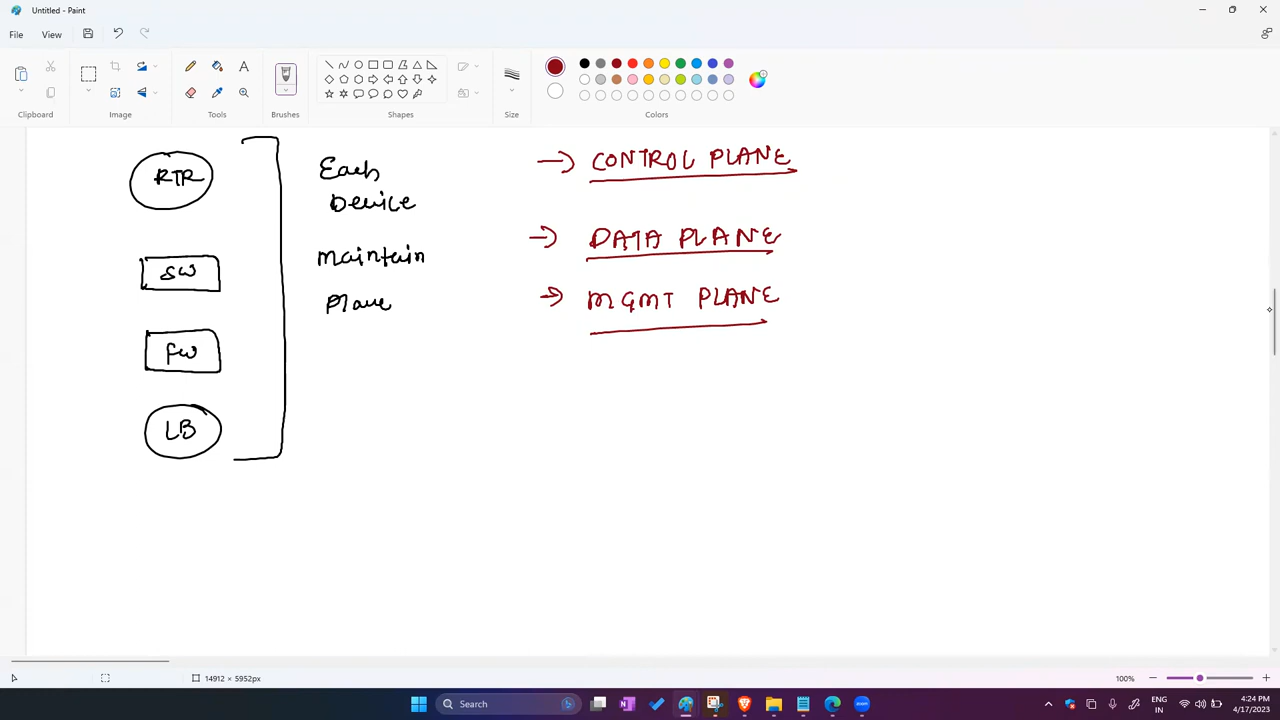 Untitled - Paint
File
View
Clipboard
Image
Tools
Brushes
Shapes
Size
Colors
RTR
SW
FW
LB
Each
Device
Maintain
Plane
→ CONTROL PLANE
→ DATA PLANE
→ MGMT PLANE
14912 × 5952px
100%
Search
zoom
ENG
IN
4:24 PM
4/17/2023